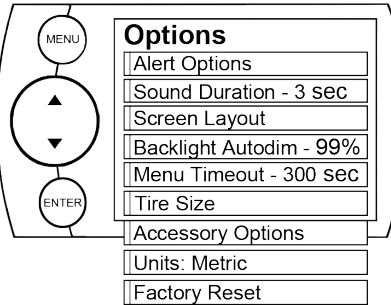 MENU
ENTER
Options
Alert Options
Sound Duration - 3 sec
Screen Layout
Backlight Autodim - 99%
Menu Timeout - 300 sec
Tire Size
Accessory Options
Units: Metric
Factory Reset